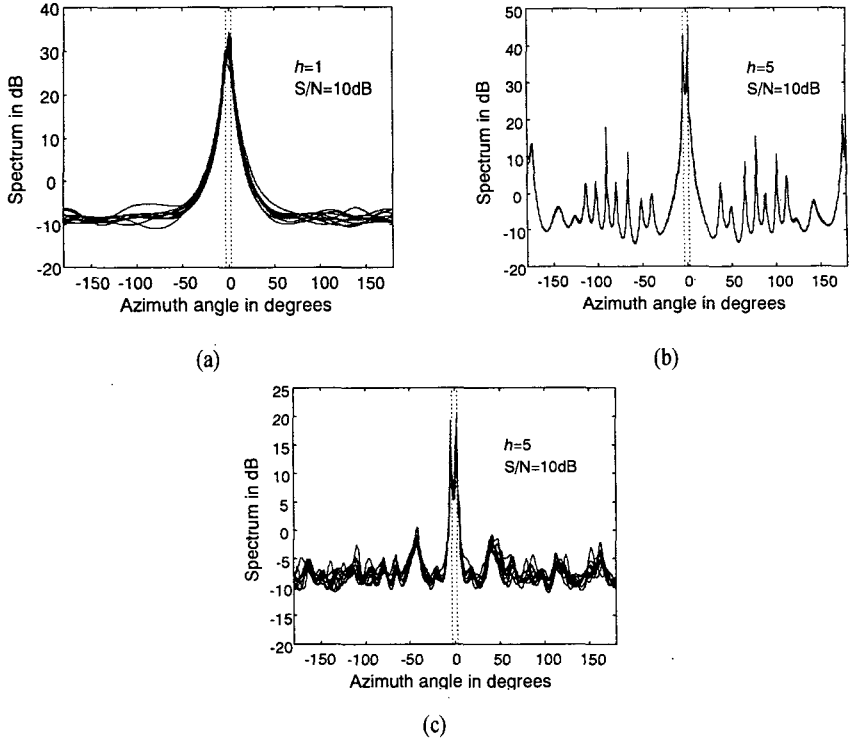 40
30
20
10
0
-10
-20
Spectrum in dB
h=1
S/N=10dB
-150 -100 -50 0 50 100 150
Azimuth angle in degrees
(a)
50
40
30
20
10
0
-10
-20
Spectrum in dB
h=5
S/N=10dB
-150 -100 -50 0 50 100 150
Azimuth angle in degrees
(b)
25
20
15
10
5
0
-5
-10
-15
-20
Spectrum in dB
h=5
S/N=10dB
-150 -100 -50 0 50 100 150
Azimuth angle in degrees
(c)